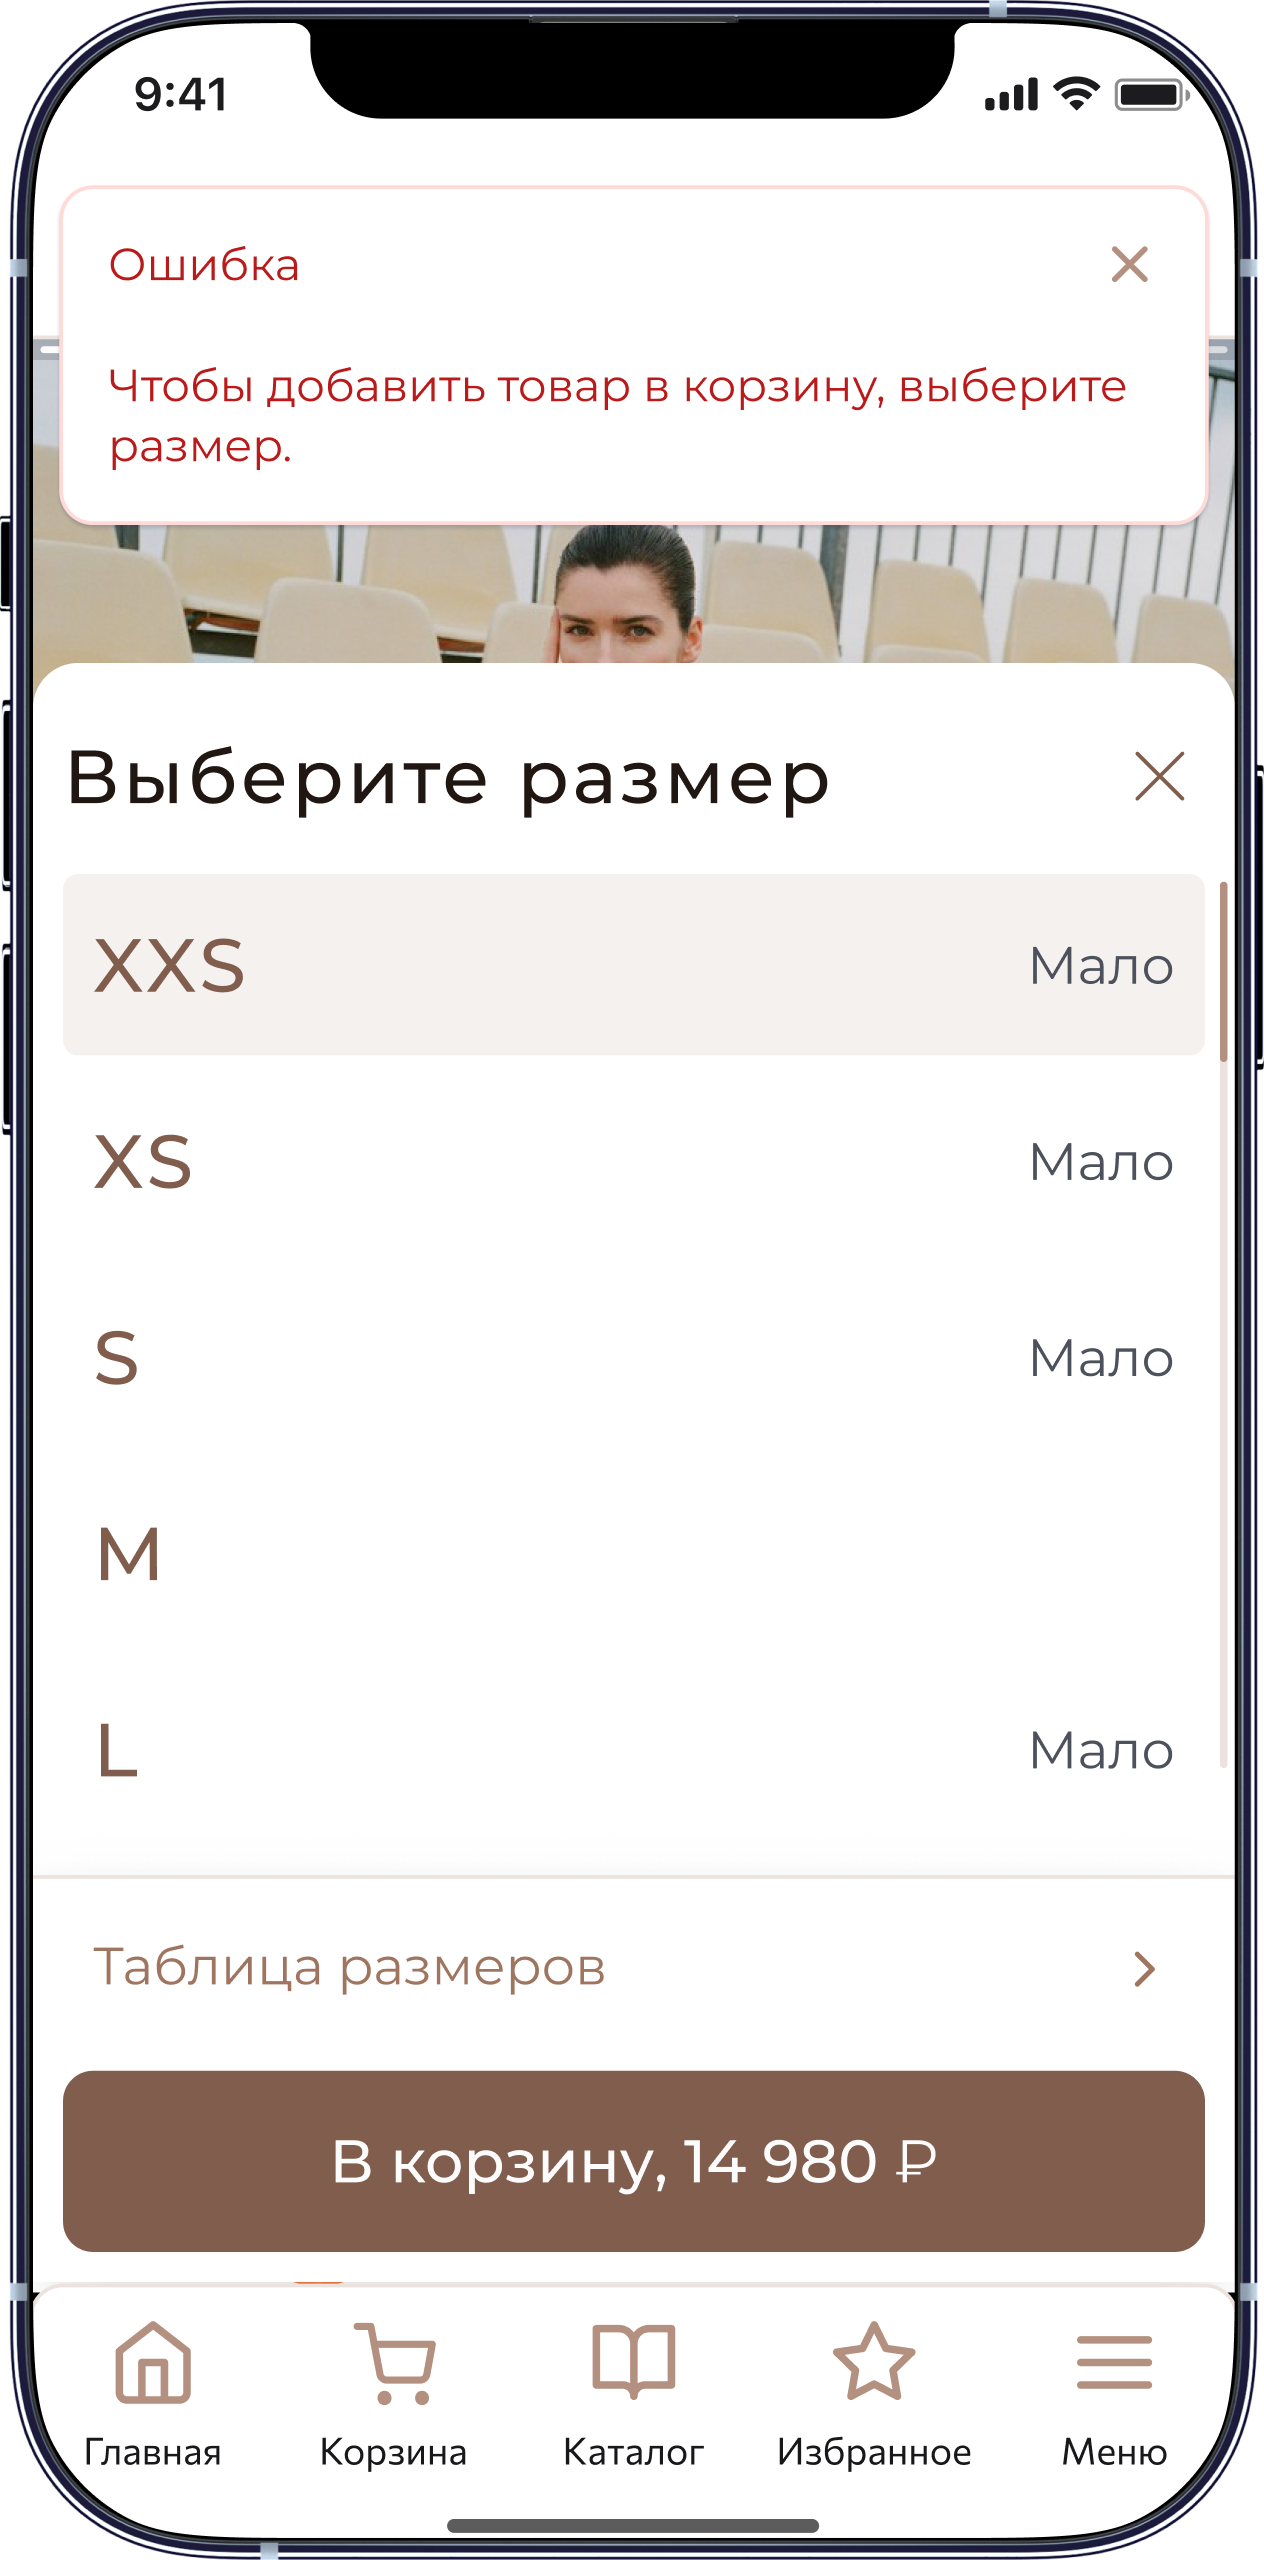 9:41
Ошибка
Чтобы добавить товар в корзину, выберите
размер.
Выберите размер
XXS Мало
XS Мало
S Мало
M
L Мало
Таблица размеров
В корзину, 14 980 ₽
Главная Корзина Каталог Избранное Меню